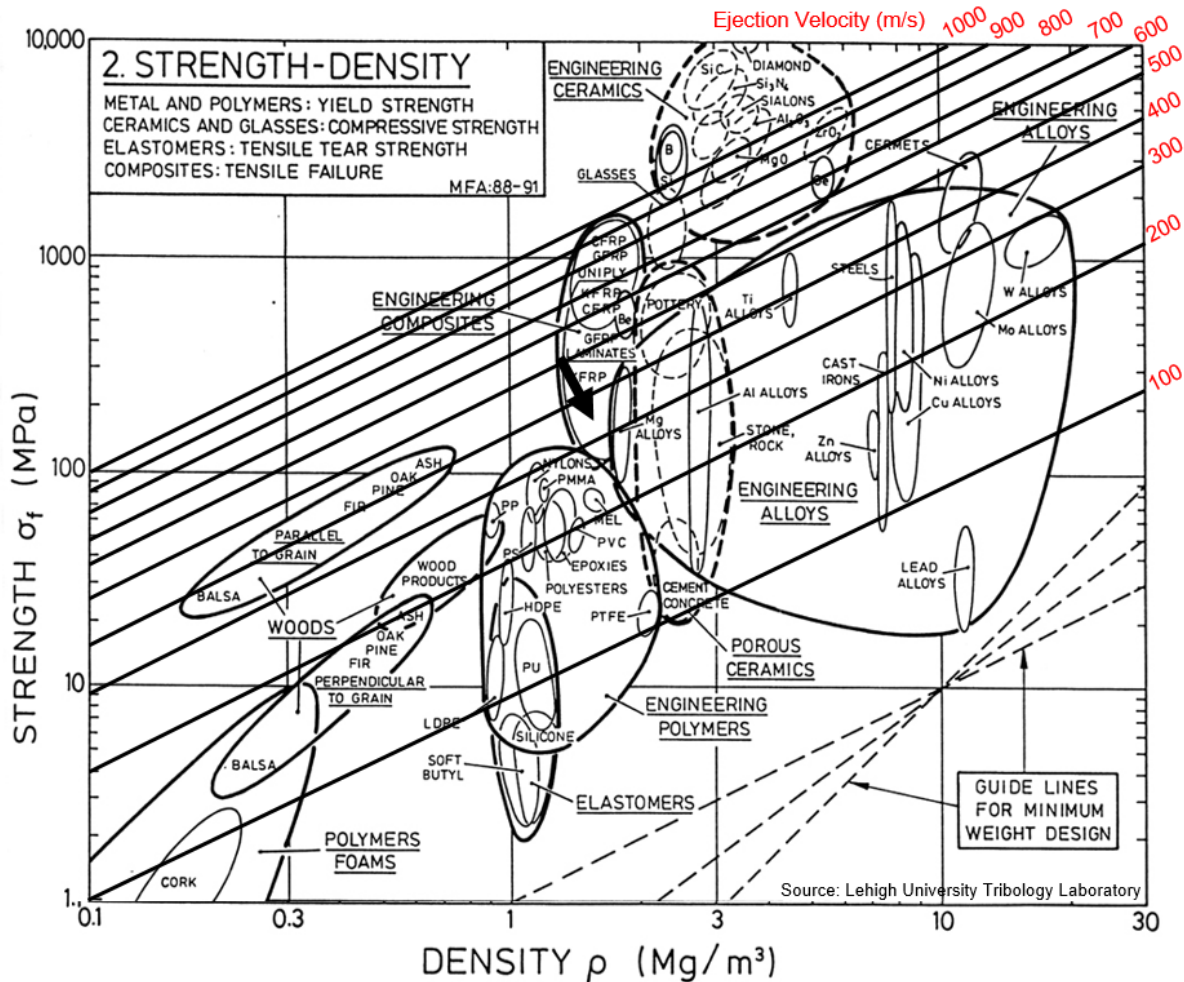 Ejection Velocity (m/s)
1000
900
800
700
600
500
400
300
200
100
10,000
1000
100
10
1.,
2. STRENGTH-DENSITY
METAL AND POLYMERS: YIELD STRENGTH
CERAMICS AND GLASSES: COMPRESSIVE STRENGTH
ELASTOMERS: TENSILE TEAR STRENGTH
COMPOSITES: TENSILE FAILURE
MFA:88-91
ENGINEERING
CERAMICS
SiC
DIAMOND
Si₃N₄
SIALONS
Al₂O₃
ZrO₂
B
MgO
Si
Ge
GLASSES
CERMETS
ENGINEERING
ALLOYS
CFRP
GFRP
UNIPLY
KFRP
CFRP
Be
GFRP
LAMINATES
KFRP
ENGINEERING
COMPOSITES
POTTERY
Ti
ALLOYS
STEELS
W ALLOYS
Mo ALLOYS
CAST
IRONS
Ni ALLOYS
Cu ALLOYS
Al ALLOYS
Mg
ALLOYS
STONE,
ROCK
Zn
ALLOYS
ENGINEERING
ALLOYS
LEAD
ALLOYS
NYLONS
PMMA
PP
MEL
PVC
PS
EPOXIES
POLYESTERS
HDPE
PTFE
CEMENT
CONCRETE
POROUS
CERAMICS
PU
LDPE
ENGINEERING
POLYMERS
SILICONE
SOFT
BUTYL
ELASTOMERS
ASH
OAK
PINE
FIR
PARALLEL
TO GRAIN
BALSA
WOOD
PRODUCTS
WOODS
ASH
OAK
PINE
FIR
PERPENDICULAR
TO GRAIN
BALSA
POLYMERS
FOAMS
CORK
GUIDE LINES
FOR MINIMUM
WEIGHT DESIGN
Source: Lehigh University Tribology Laboratory
0.1
0.3
1
3
10
30
STRENGTH σf (MPa)
DENSITY ρ (Mg/m³)